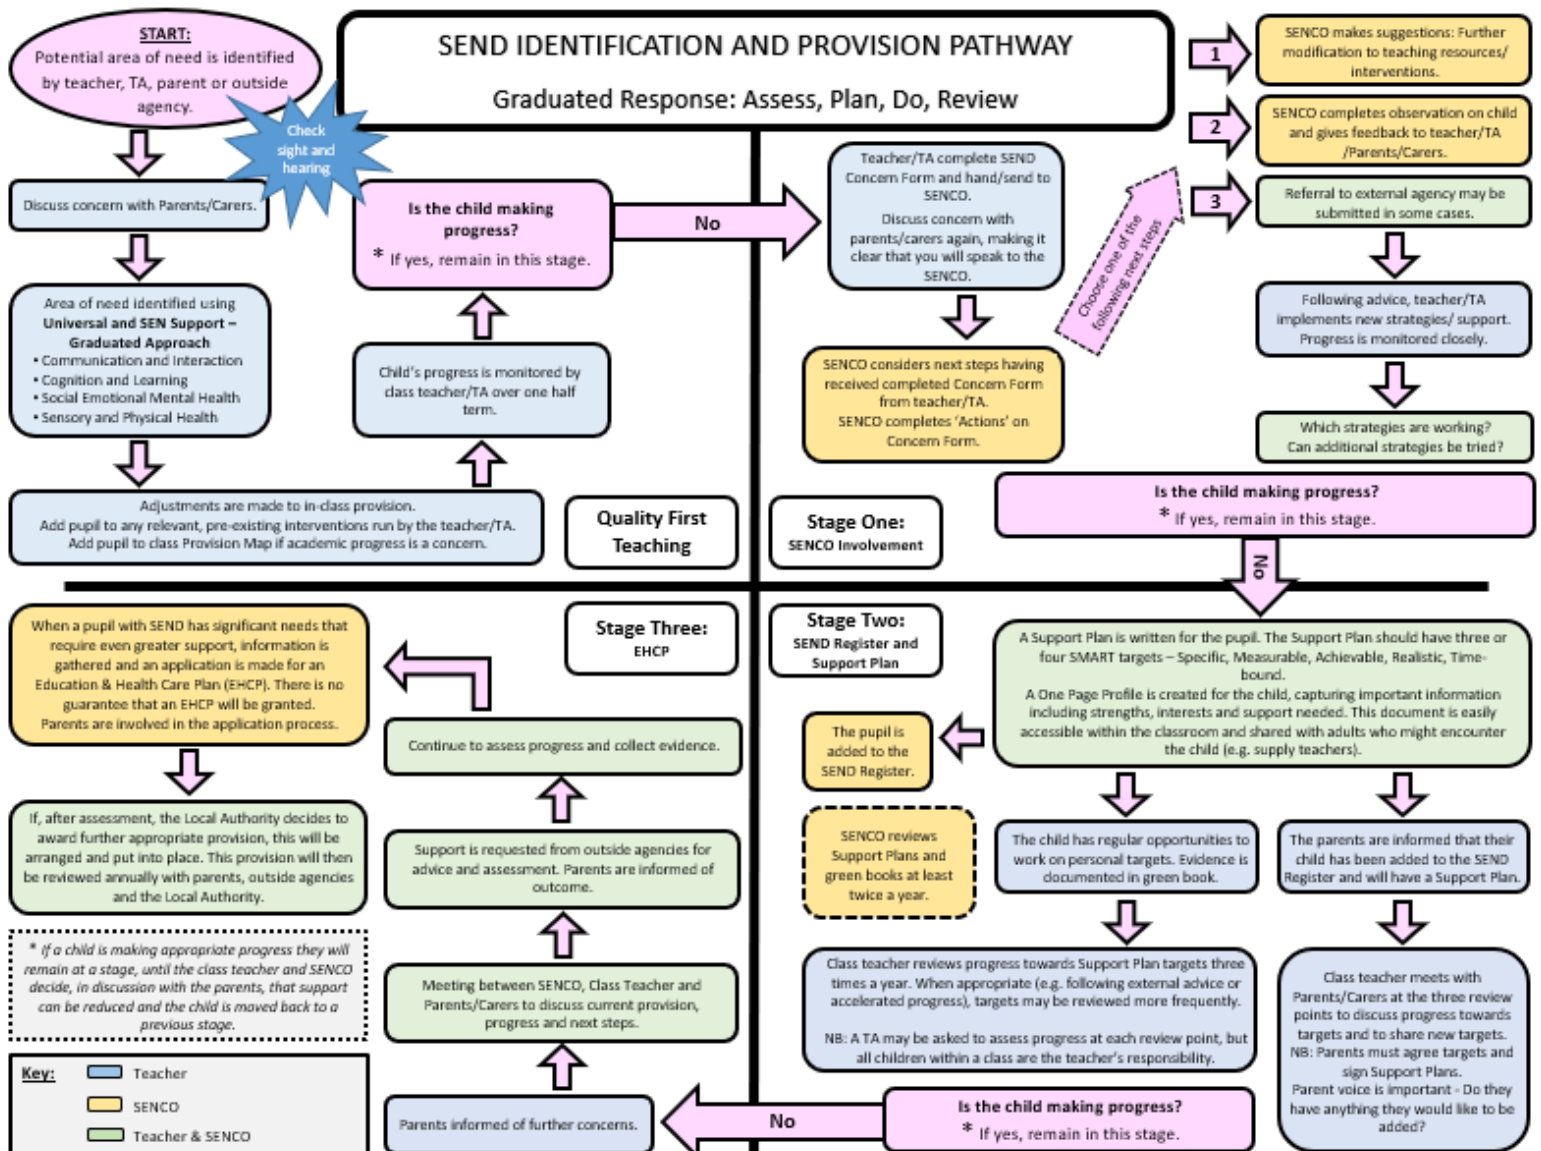 SEND IDENTIFICATION AND PROVISION PATHWAY
Graduated Response: Assess, Plan, Do, Review
START:
Potential area of need is identified
by teacher, TA, parent or outside
agency.
Check
sight and
hearing
Discuss concern with Parents/Carers.
Area of need identified using
Universal and SEN Support –
Graduated Approach
• Communication and Interaction
• Cognition and Learning
• Social Emotional Mental Health
• Sensory and Physical Health
Adjustments are made to in-class provision.
Add pupil to any relevant, pre-existing interventions run by the teacher/TA.
Add pupil to class Provision Map if academic progress is a concern.
Child's progress is monitored by
class teacher/TA over one half
term.
Is the child making
progress?
* If yes, remain in this stage.
No
Quality First
Teaching
Teacher/TA complete SEND
Concern Form and hand/send to
SENCO.
Discuss concern with
parents/carers again, making it
clear that you will speak to the
SENCO.
SENCO considers next steps having
received completed Concern Form
from teacher/TA.
SENCO completes 'Actions' on
Concern Form.
Choose one of the
following next steps
1
SENCO makes suggestions: Further
modification to teaching resources/
interventions.
2
SENCO completes observation on child
and gives feedback to teacher/TA
/Parents/Carers.
3
Referral to external agency may be
submitted in some cases.
Following advice, teacher/TA
implements new strategies/ support.
Progress is monitored closely.
Which strategies are working?
Can additional strategies be tried?
Is the child making progress?
* If yes, remain in this stage.
No
Stage One:
SENCO Involvement
Stage Two:
SEND Register and
Support Plan
A Support Plan is written for the pupil. The Support Plan should have three or
four SMART targets – Specific, Measurable, Achievable, Realistic, Time-
bound.
A One Page Profile is created for the child, capturing important information
including strengths, interests and support needed. This document is easily
accessible within the classroom and shared with adults who might encounter
the child (e.g. supply teachers).
The pupil is
added to the
SEND Register.
SENCO reviews
Support Plans and
green books at least
twice a year.
The child has regular opportunities to
work on personal targets. Evidence is
documented in green book.
The parents are informed that their
child has been added to the SEND
Register and will have a Support Plan.
Class teacher reviews progress towards Support Plan targets three
times a year. When appropriate (e.g. following external advice or
accelerated progress), targets may be reviewed more frequently.
NB: A TA may be asked to assess progress at each review point, but
all children within a class are the teacher's responsibility.
Class teacher meets with
Parents/Carers at the three review
points to discuss progress towards
targets and to share new targets.
NB: Parents must agree targets and
sign Support Plans.
Parent voice is important - Do they
have anything they would like to be
added?
Is the child making progress?
* If yes, remain in this stage.
No
Stage Three:
EHCP
Parents informed of further concerns.
Meeting between SENCO, Class Teacher and
Parents/Carers to discuss current provision,
progress and next steps.
Support is requested from outside agencies for
advice and assessment. Parents are informed of
outcome.
Continue to assess progress and collect evidence.
When a pupil with SEND has significant needs that
require even greater support, information is
gathered and an application is made for an
Education & Health Care Plan (EHCP). There is no
guarantee that an EHCP will be granted.
Parents are involved in the application process.
If, after assessment, the Local Authority decides to
award further appropriate provision, this will be
arranged and put into place. This provision will then
be reviewed annually with parents, outside agencies
and the Local Authority.
* If a child is making appropriate progress they will
remain at a stage, until the class teacher and SENCO
decide, in discussion with the parents, that support
can be reduced and the child is moved back to a
previous stage.
Key:
Teacher
SENCO
Teacher & SENCO